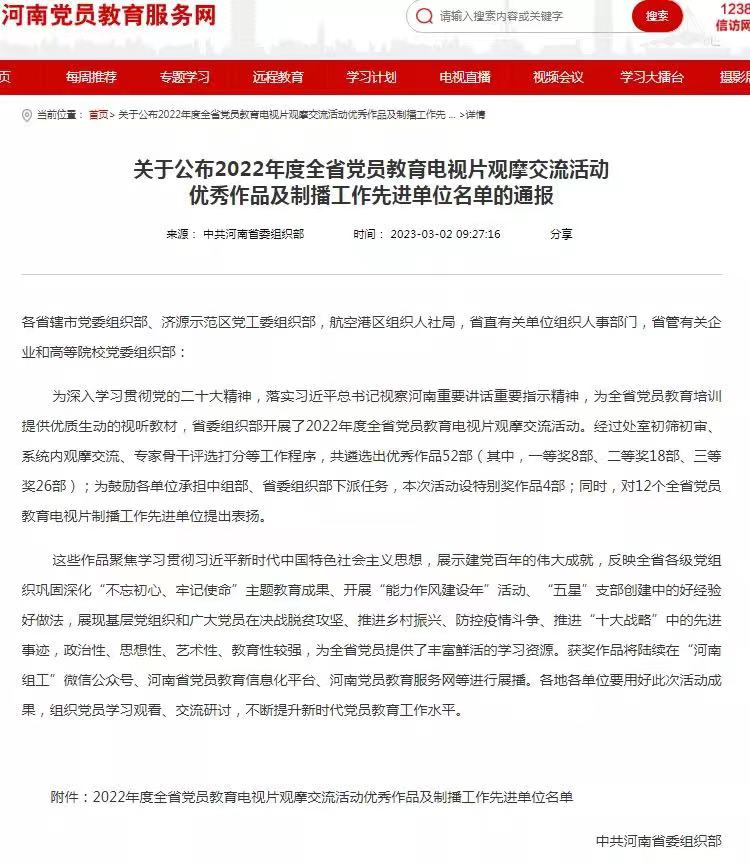 河南党员教育服务网
请输入搜索内容或关键字
搜索
1238
信访网
页 每周推荐 专题学习 远程教育 学习计划 电视直播 视频会议 学习大擂台 摄影展
当前位置： 首页> 关于公布2022年度全省党员教育电视片观摩交流活动优秀作品及制播工作先 ... >详情
关于公布2022年度全省党员教育电视片观摩交流活动
优秀作品及制播工作先进单位名单的通报
来源： 中共河南省委组织部 时间： 2023-03-02 09:27:16 分享
各省辖市党委组织部、济源示范区党工委组织部，航空港区组织人社局，省直有关单位组织人事部门，省管有关企
业和高等院校党委组织部：
为深入学习贯彻党的二十大精神，落实习近平总书记视察河南重要讲话重要指示精神，为全省党员教育培训
提供优质生动的视听教材，省委组织部开展了2022年度全省党员教育电视片观摩交流活动。经过处室初筛初审、
系统内观摩交流、专家骨干评选打分等工作程序，共遴选出优秀作品52部（其中，一等奖8部、二等奖18部、三等
奖26部）；为鼓励各单位承担中组部、省委组织部下派任务，本次活动设特别奖作品4部；同时，对12个全省党员
教育电视片制播工作先进单位提出表扬。
这些作品聚焦学习贯彻习近平新时代中国特色社会主义思想，展示建党百年的伟大成就，反映全省各级党组
织巩固深化“不忘初心、牢记使命”主题教育成果、开展“能力作风建设年”活动、“五星”支部创建中的好经验
好做法，展现基层党组织和广大党员在决战脱贫攻坚、推进乡村振兴、防控疫情斗争、推进“十大战略”中的先进
事迹，政治性、思想性、艺术性、教育性较强，为全省党员提供了丰富鲜活的学习资源。获奖作品将陆续在“河南
组工”微信公众号、河南省党员教育信息化平台、河南党员教育服务网等进行展播。各地各单位要用好此次活动成
果，组织党员学习观看、交流研讨，不断提升新时代党员教育工作水平。
附件：2022年度全省党员教育电视片观摩交流活动优秀作品及制播工作先进单位名单
中共河南省委组织部